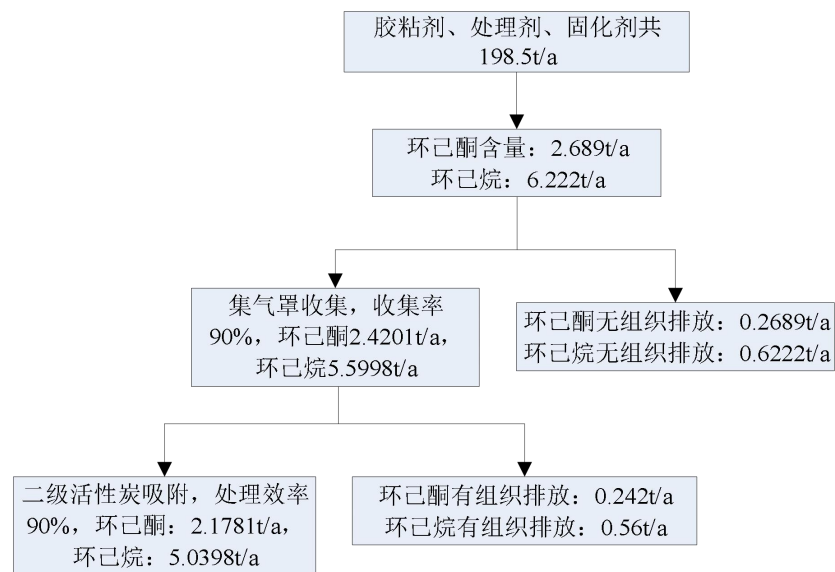 胶粘剂、处理剂、固化剂共
198.5t/a
环己酮含量：2.689t/a
环己烷：6.222t/a
集气罩收集，收集率
90%，环己酮2.4201t/a，
环己烷5.5998t/a
环己酮无组织排放：0.2689t/a
环己烷无组织排放：0.6222t/a
二级活性炭吸附，处理效率
90%，环己酮：2.1781t/a，
环己烷：5.0398t/a
环己酮有组织排放：0.242t/a
环己烷有组织排放：0.56t/a